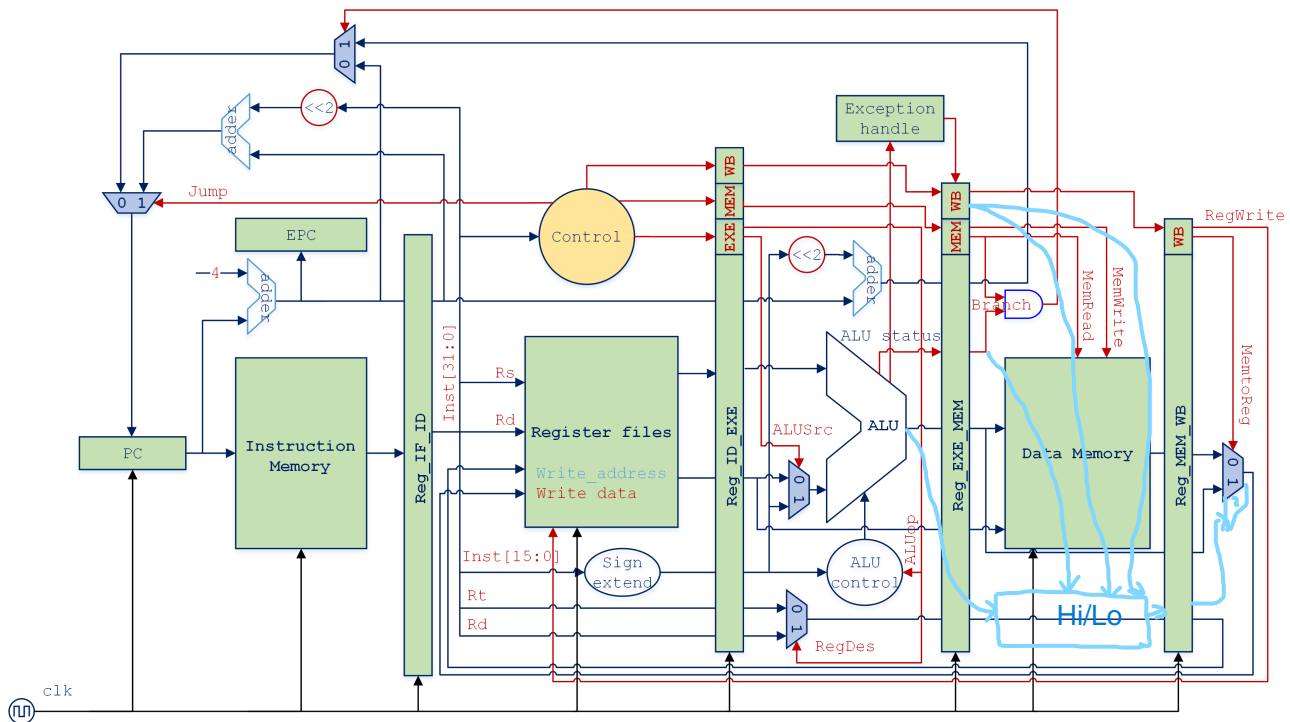 0 1
<<2
adder
Exception
handle
WB
MEM
EXE
Jump
0 1
Control
WB
MEM
RegWrite
WB
EPC
4
adder
<<2
adder
MemRead
MemWrite
Branch
Inst[31:0]
ALU status
Rs
Rd
Instruction
Memory
PC
Reg_IF_ID
Register files
Write_address
Write data
Reg_ID_EXE
ALUSrc
0 1
ALU
Reg_EXE_MEM
Data Memory
Reg_MEM_WB
MemtoReg
0 1
Inst[15:0]
Sign
extend
ALU
control
ALUop
Rt
Rd
0 1
RegDes
Hi/Lo
clk